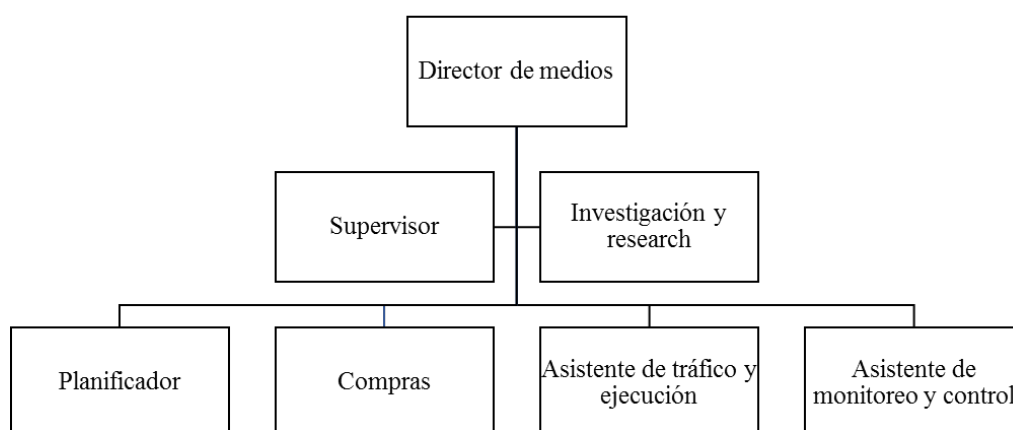 Director de medios
Supervisor
Investigación y
research
Planificador
Compras
Asistente de tráfico y
ejecución
Asistente de
monitoreo y control